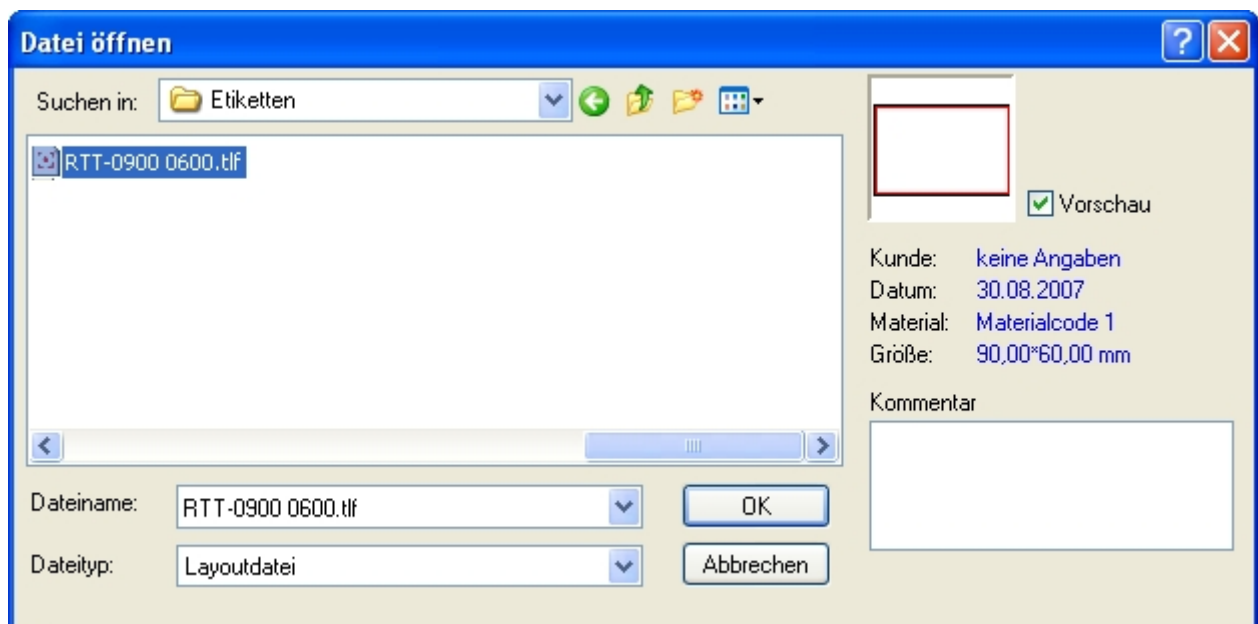 Datei öffnen
Suchen in: Etiketten
RTT-0900 0600.tlf
Vorschau
Kunde: keine Angaben
Datum: 30.08.2007
Material: Materialcode 1
Größe: 90,00*60,00 mm
Kommentar
Dateiname: RTT-0900 0600.tlf OK
Dateityp: Layoutdatei Abbrechen